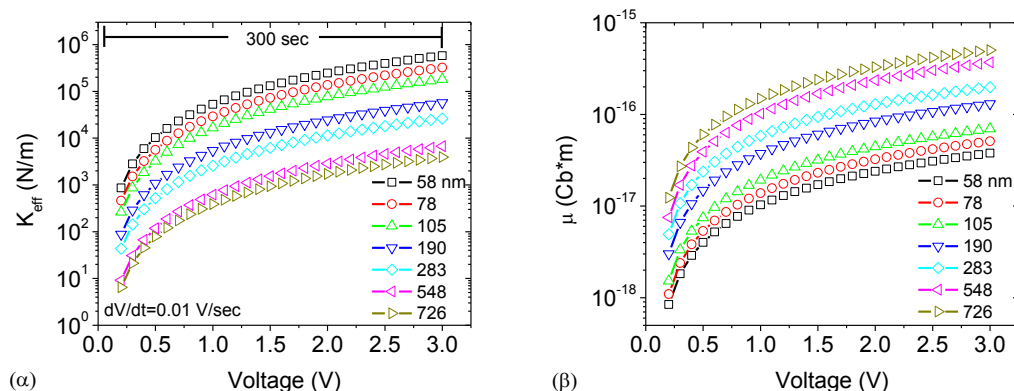 a)
300 sec
10^6
10^5
10^4
10^3
10^2
10^1
10^0
K_eff (N/m)
58 nm
78
105
190
283
548
726
dV/dt=0.01 V/sec
0.0 0.5 1.0 1.5 2.0 2.5 3.0
Voltage (V)
(α)
b)
10^-15
10^-16
10^-17
10^-18
μ (Cb*m)
58 nm
78
105
190
283
548
726
0.0 0.5 1.0 1.5 2.0 2.5 3.0
Voltage (V)
(β)